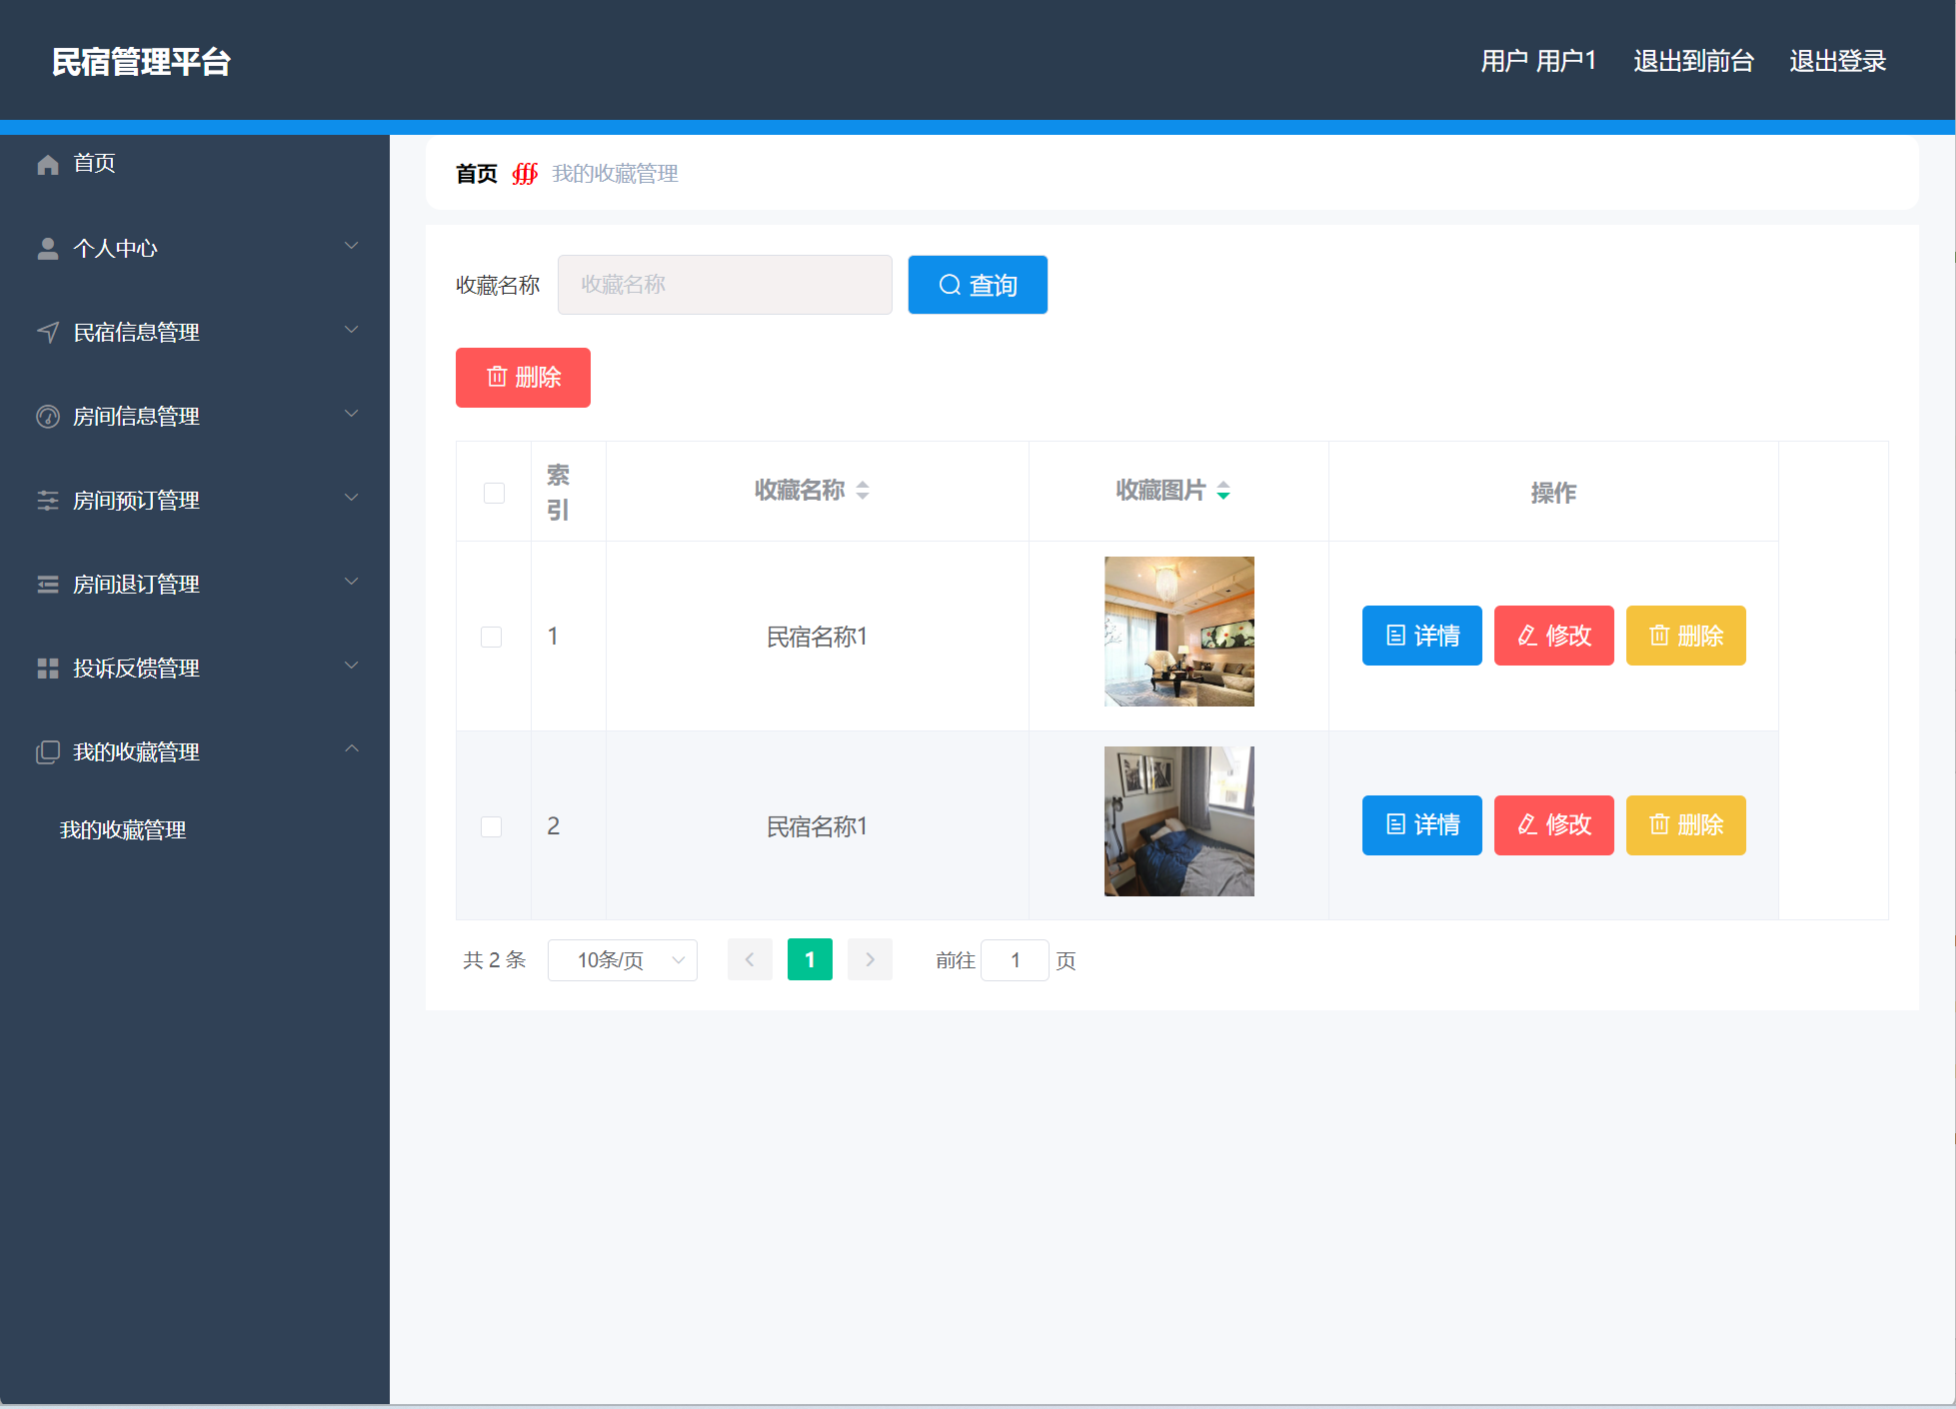 民宿管理平台
用户 用户1 退出到前台 退出登录
首页
个人中心
民宿信息管理
房间信息管理
房间预订管理
房间退订管理
投诉反馈管理
我的收藏管理
我的收藏管理
首页 ∰ 我的收藏管理
收藏名称 收藏名称 查询
删除
索引 收藏名称 收藏图片 操作
1 民宿名称1 详情 修改 删除
2 民宿名称1 详情 修改 删除
共 2 条 10条/页 1 前往 1 页